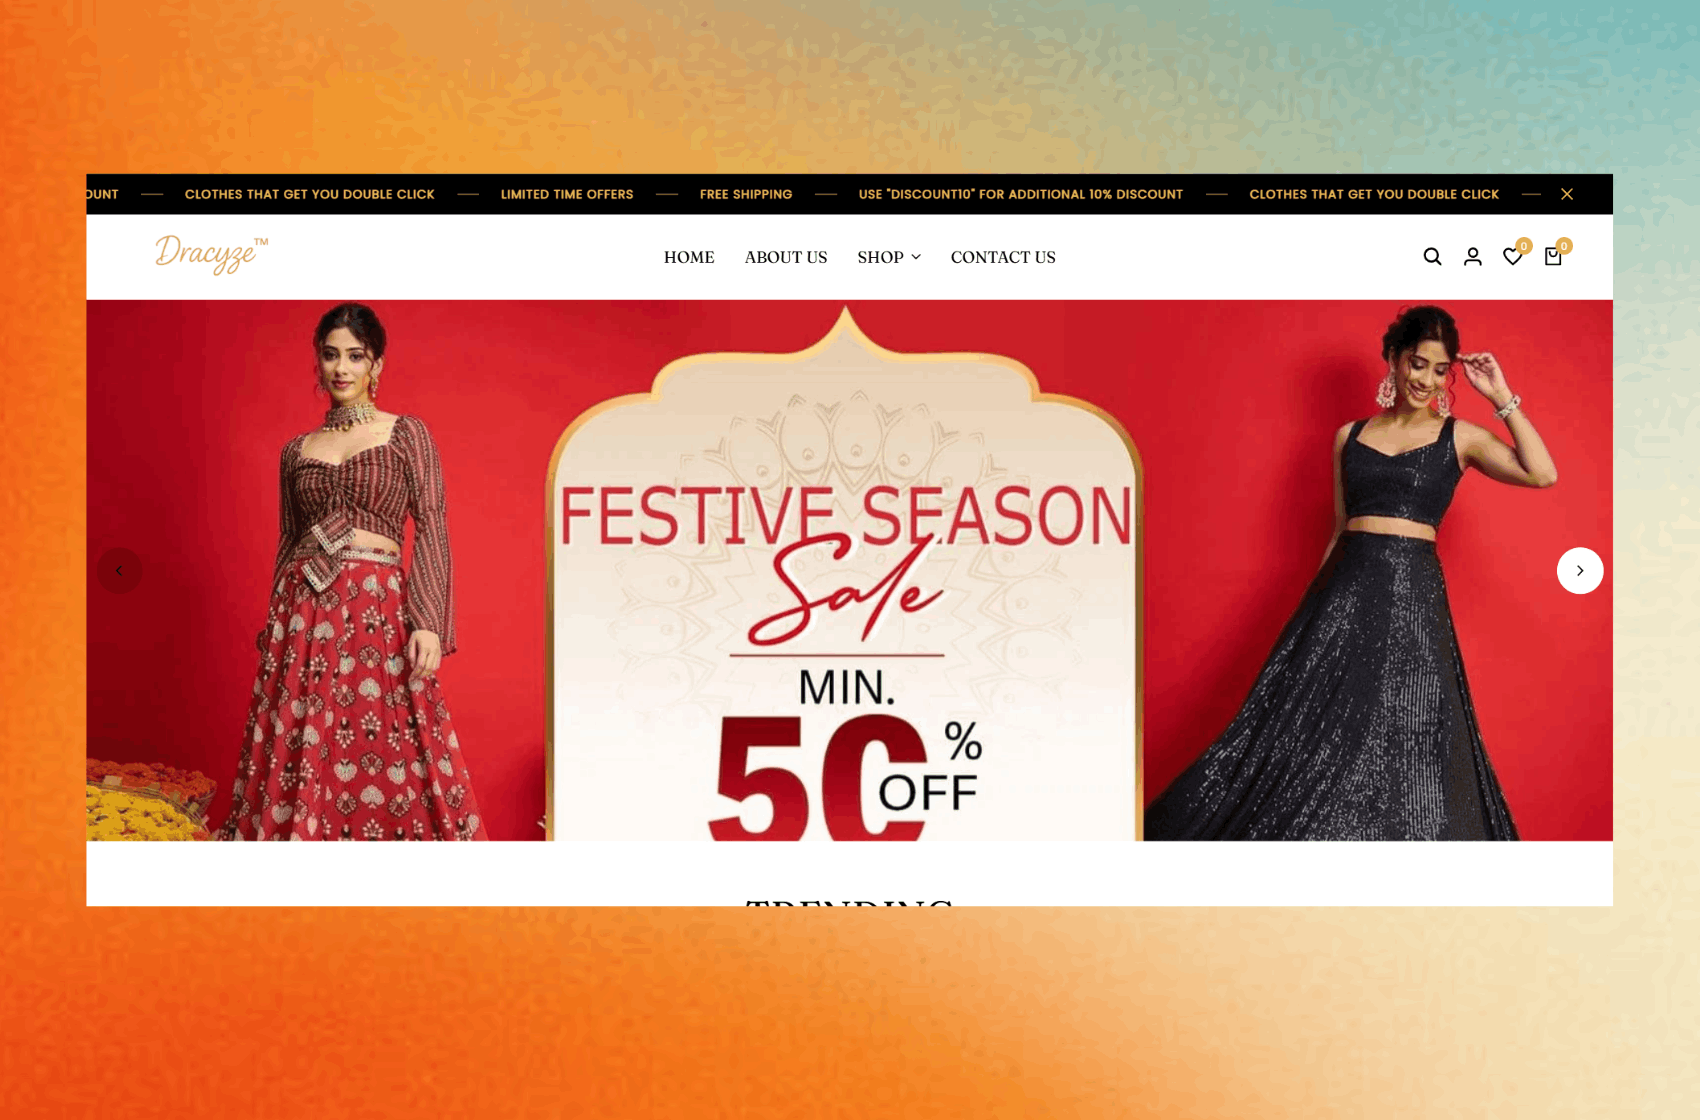 OUNT — CLOTHES THAT GET YOU DOUBLE CLICK — LIMITED TIME OFFERS — FREE SHIPPING — USE "DISCOUNT10" FOR ADDITIONAL 10% DISCOUNT — CLOTHES THAT GET YOU DOUBLE CLICK —
Dracyze™
HOME ABOUT US SHOP CONTACT US
0 0
FESTIVE SEASON
Sale
MIN.
50%
OFF
TRENDING